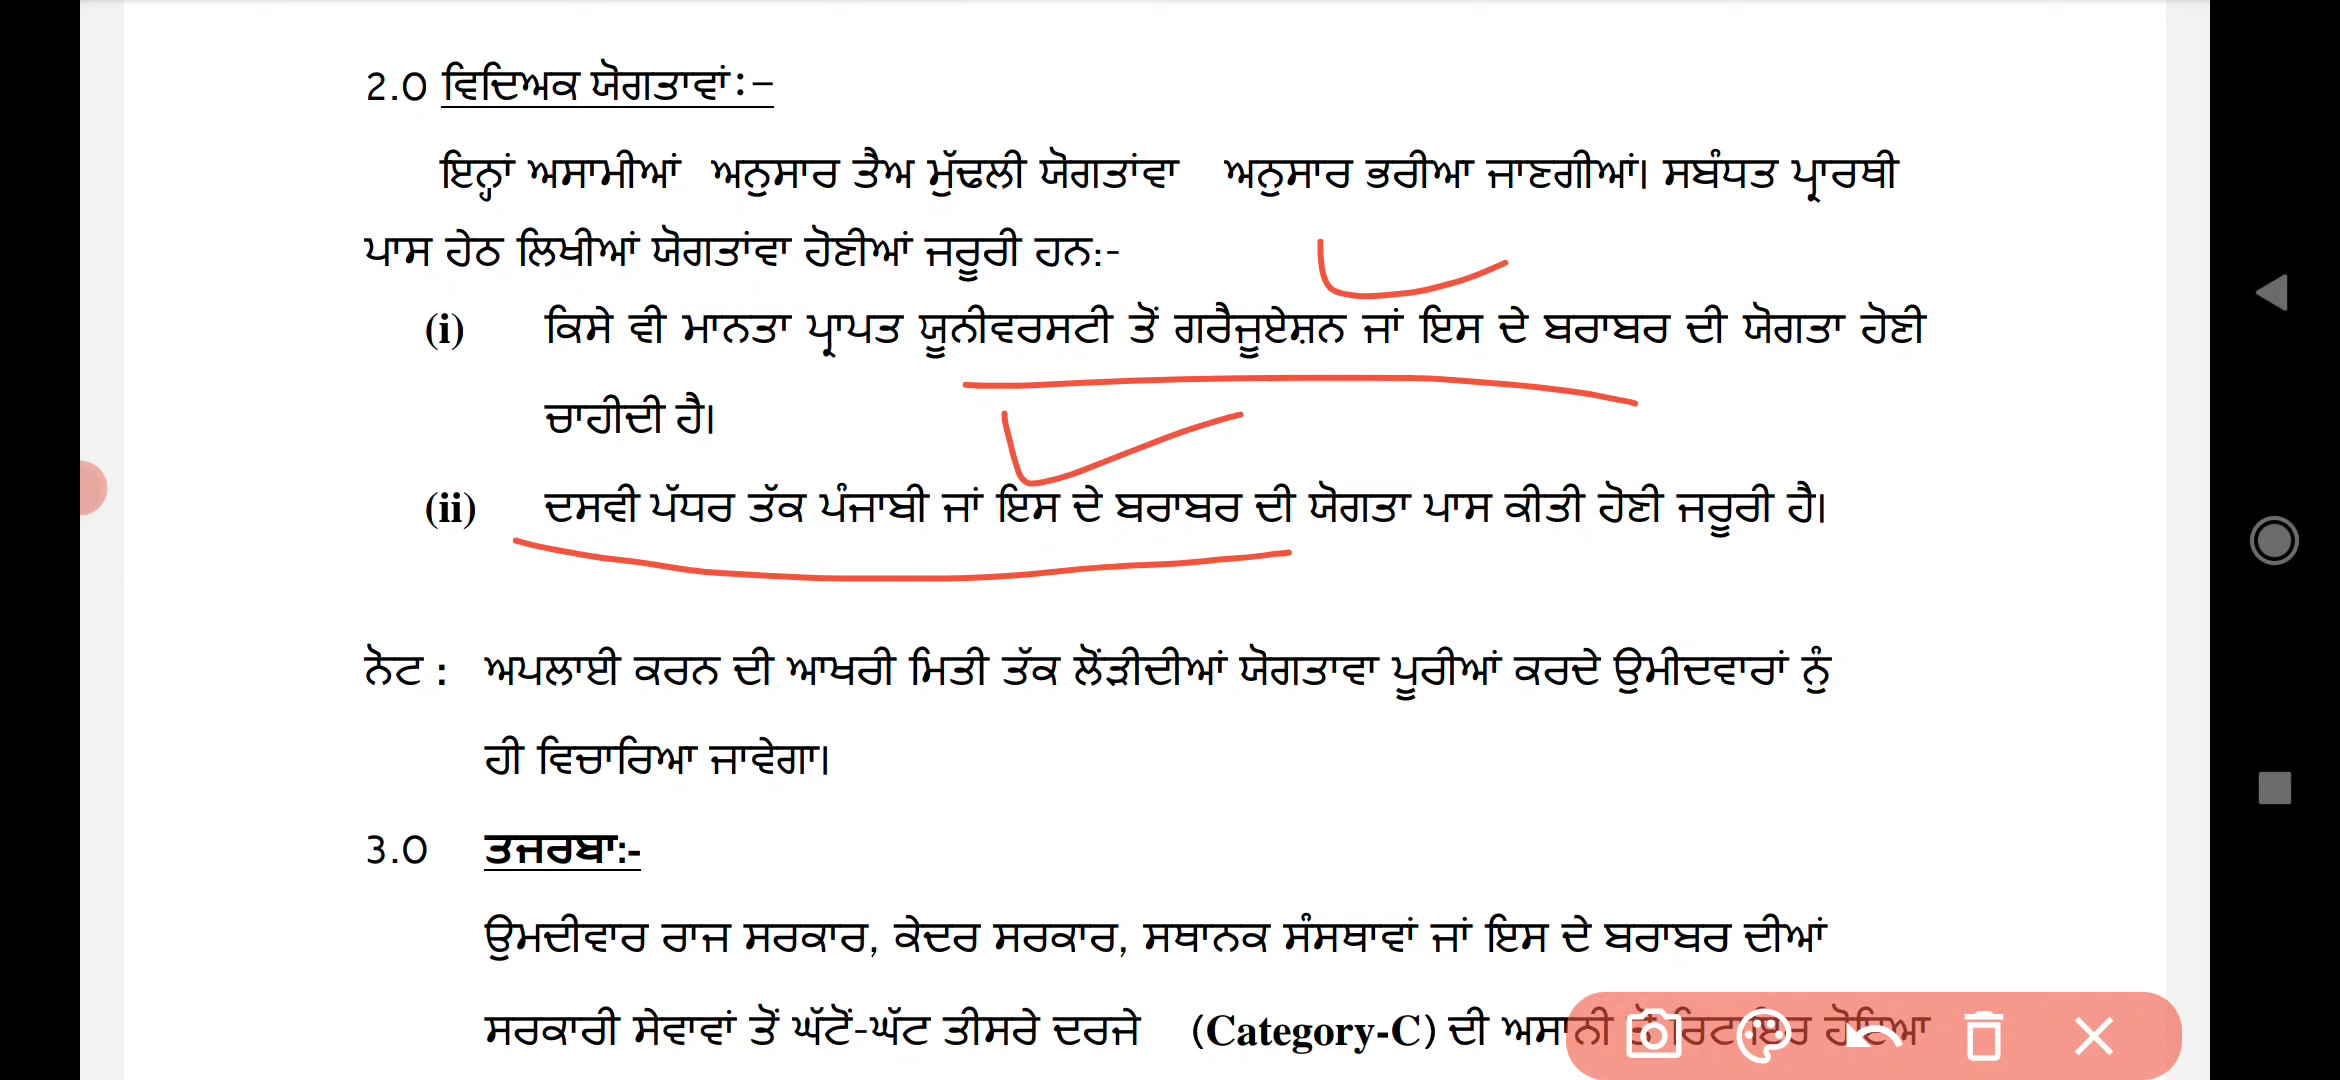 2.0 ਵਿਦਿਅਕ ਯੋਗਤਾਵਾਂ:–
ਇਨ੍ਹਾਂ ਅਸਾਮੀਆਂ ਅਨੁਸਾਰ ਤੈਅ ਮੁੱਢਲੀ ਯੋਗਤਾਂਵਾ ਅਨੁਸਾਰ ਭਰੀਆ ਜਾਣਗੀਆਂ। ਸਬੰਧਤ ਪ੍ਰਾਰਥੀ
ਪਾਸ ਹੇਠ ਲਿਖੀਆਂ ਯੋਗਤਾਂਵਾ ਹੋਣੀਆਂ ਜਰੂਰੀ ਹਨ:-
(i) ਕਿਸੇ ਵੀ ਮਾਨਤਾ ਪ੍ਰਾਪਤ ਯੂਨੀਵਰਸਟੀ ਤੋਂ ਗਰੈਜੂਏਸ਼ਨ ਜਾਂ ਇਸ ਦੇ ਬਰਾਬਰ ਦੀ ਯੋਗਤਾ ਹੋਣੀ
ਚਾਹੀਦੀ ਹੈ।
(ii) ਦਸਵੀ ਪੱਧਰ ਤੱਕ ਪੰਜਾਬੀ ਜਾਂ ਇਸ ਦੇ ਬਰਾਬਰ ਦੀ ਯੋਗਤਾ ਪਾਸ ਕੀਤੀ ਹੋਣੀ ਜਰੂਰੀ ਹੈ।
ਨੋਟ : ਅਪਲਾਈ ਕਰਨ ਦੀ ਆਖਰੀ ਮਿਤੀ ਤੱਕ ਲੋਂੜੀਦੀਆਂ ਯੋਗਤਾਵਾ ਪੂਰੀਆਂ ਕਰਦੇ ਉਮੀਦਵਾਰਾਂ ਨੁੰ
ਹੀ ਵਿਚਾਰਿਆ ਜਾਵੇਗਾ।
3.0 ਤਜਰਬਾ:-
ਉਮਦੀਵਾਰ ਰਾਜ ਸਰਕਾਰ, ਕੇਦਰ ਸਰਕਾਰ, ਸਥਾਨਕ ਸੰਸਥਾਵਾਂ ਜਾਂ ਇਸ ਦੇ ਬਰਾਬਰ ਦੀਆਂ
ਸਰਕਾਰੀ ਸੇਵਾਵਾਂ ਤੋਂ ਘੱਟੋਂ-ਘੱਟ ਤੀਸਰੇ ਦਰਜੇ (Category-C) ਦੀ ਅਸਾਨੀ ਤੋਂ ਰਿਟਾਇਰ ਹੋਇਆ